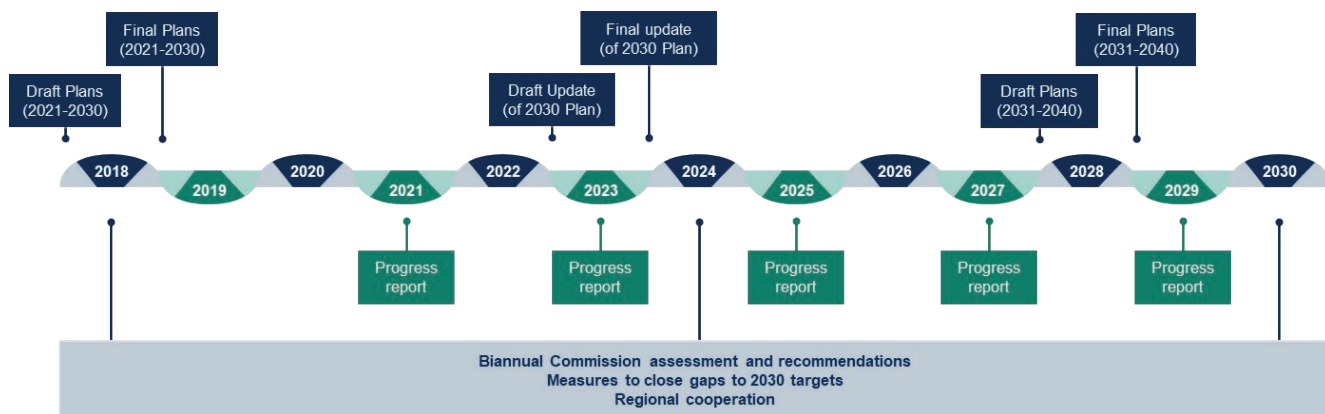 Draft Plans
(2021-2030)
Final Plans
(2021-2030)
Draft Update
(of 2030 Plan)
Final update
(of 2030 Plan)
Draft Plans
(2031-2040)
Final Plans
(2031-2040)
2018
2019
2020
2021
2022
2023
2024
2025
2026
2027
2028
2029
2030
Progress
report
Progress
report
Progress
report
Progress
report
Progress
report
Biannual Commission assessment and recommendations
Measures to close gaps to 2030 targets
Regional cooperation